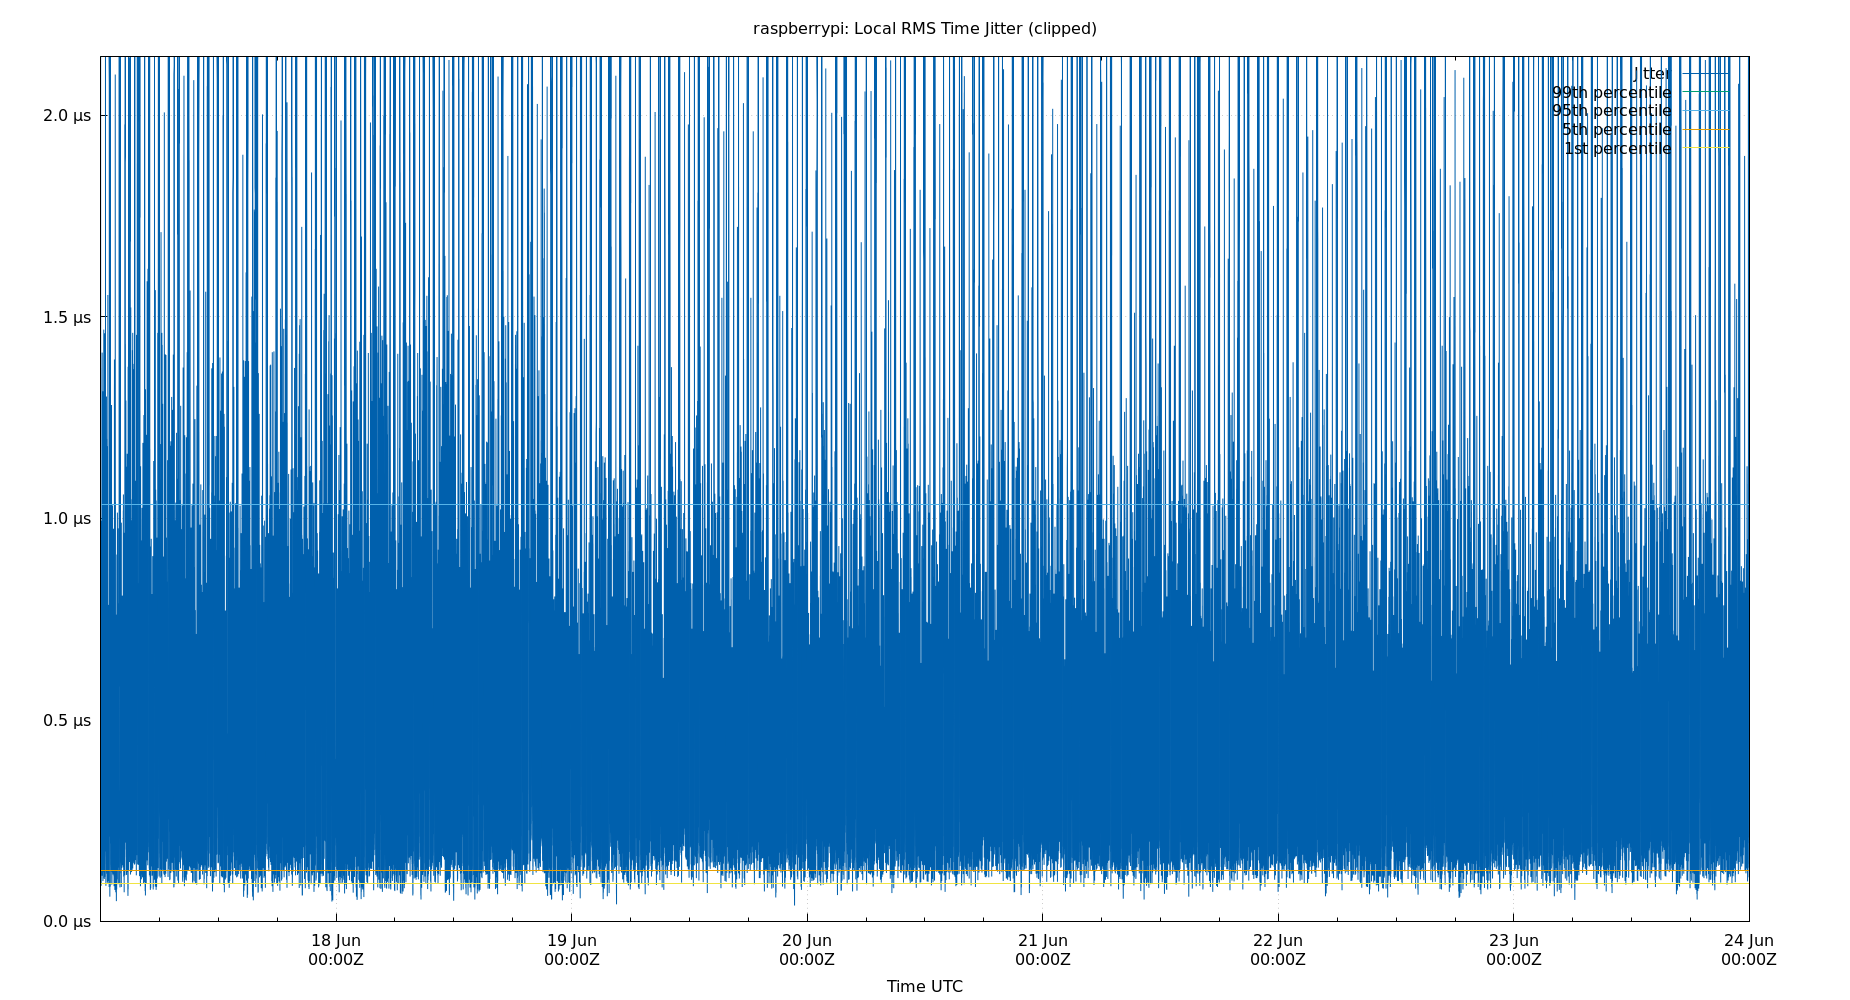 raspberrypi: Local RMS Time Jitter (clipped)
Jitter
99th percentile
95th percentile
5th percentile
1st percentile
2.0 µs
1.5 µs
1.0 µs
0.5 µs
0.0 µs
18 Jun 19 Jun 20 Jun 21 Jun 22 Jun 23 Jun 24 Jun
00:00Z 00:00Z 00:00Z 00:00Z 00:00Z 00:00Z 00:00Z
Time UTC